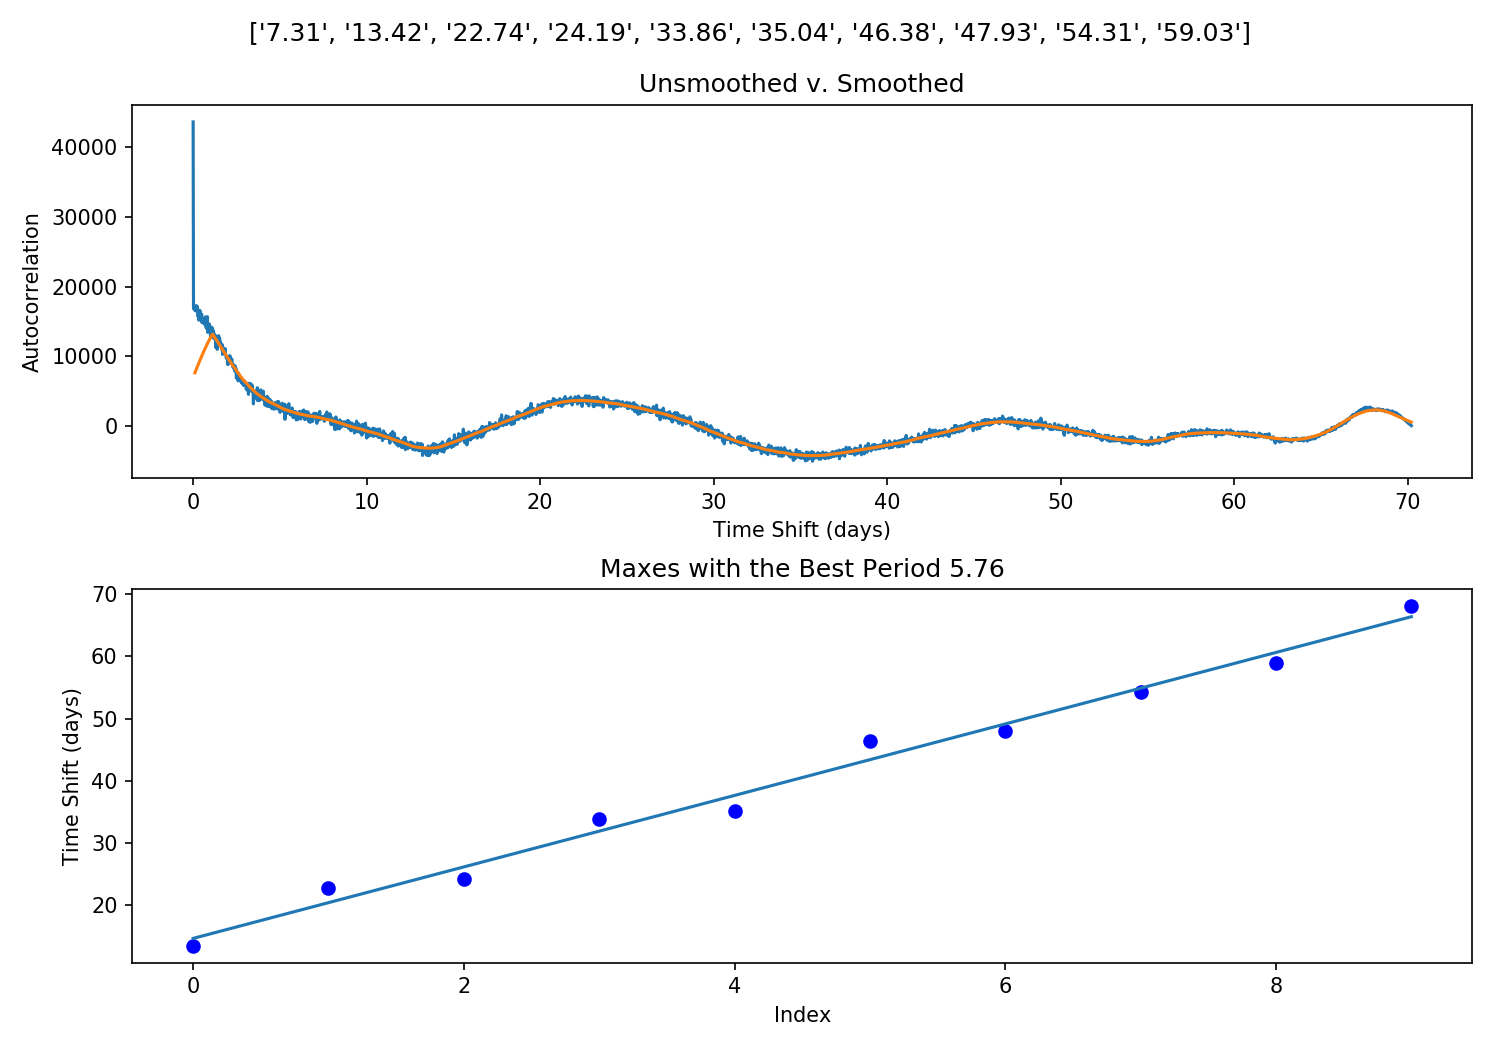 ['7.31', '13.42', '22.74', '24.19', '33.86', '35.04', '46.38', '47.93', '54.31', '59.03']
Unsmoothed v. Smoothed
Autocorrelation
40000
30000
20000
10000
0
0 10 20 30 40 50 60 70
Time Shift (days)
Maxes with the Best Period 5.76
Time Shift (days)
70
60
50
40
30
20
0 2 4 6 8
Index